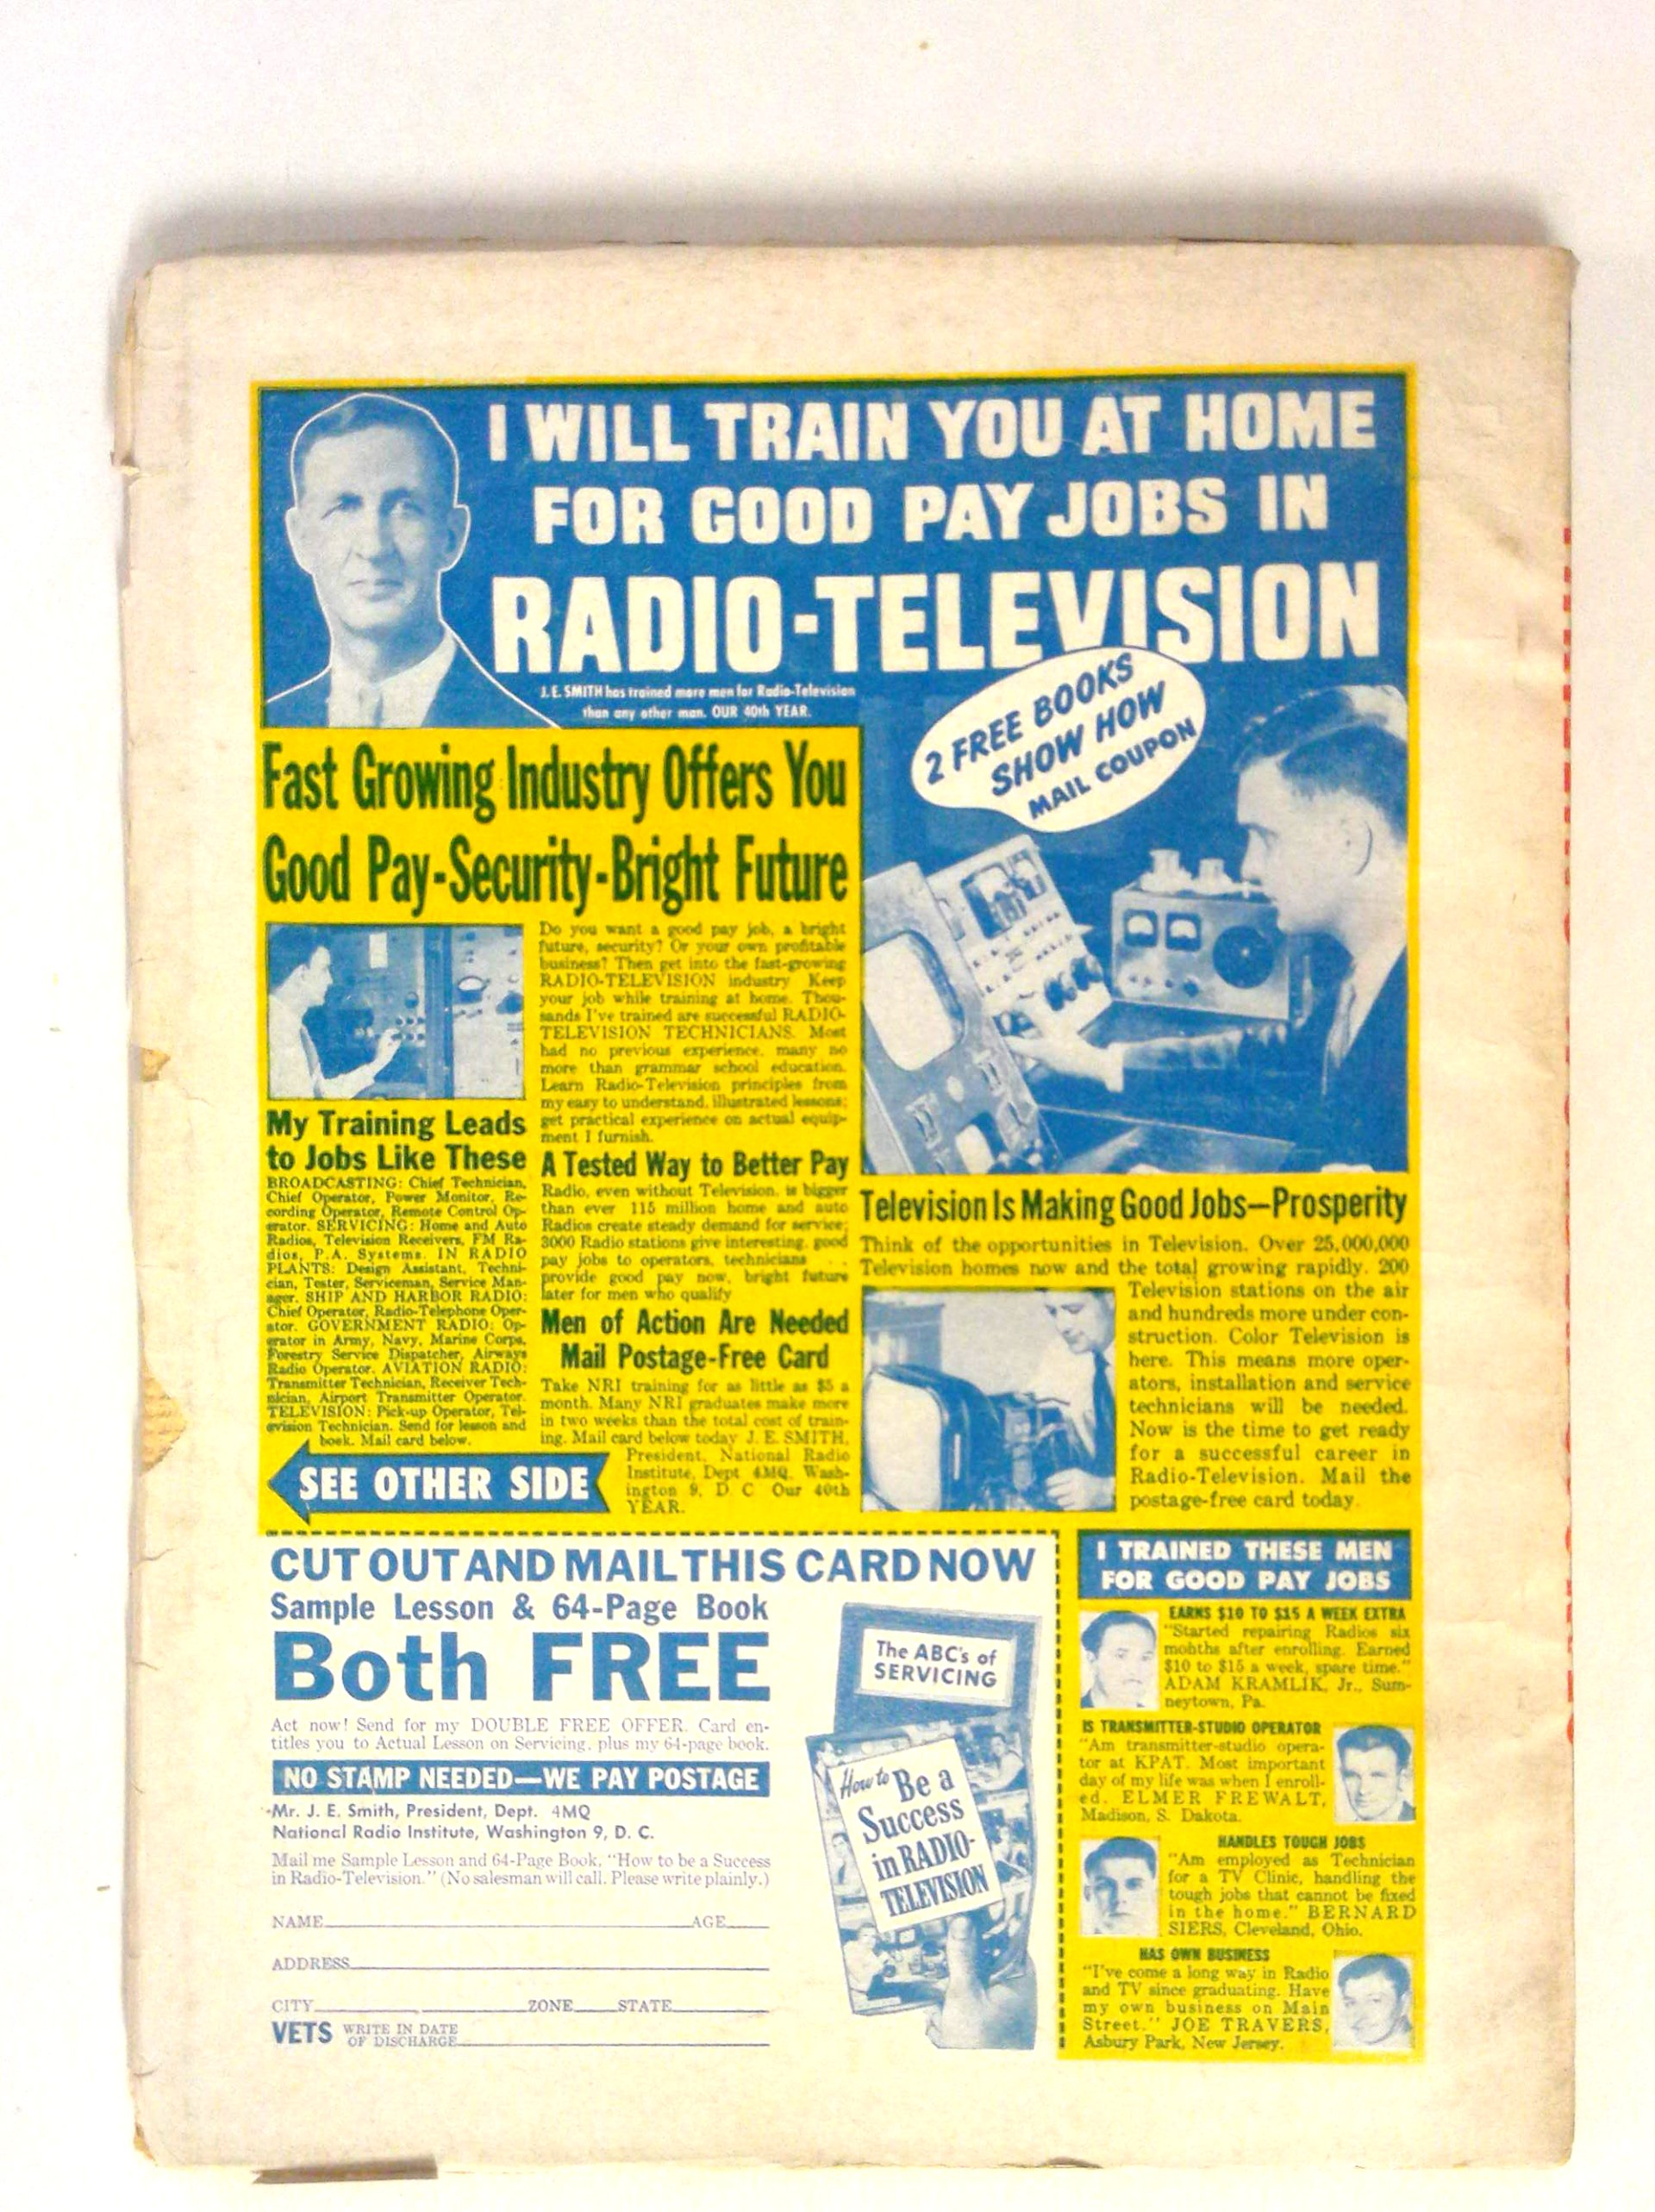 I WILL TRAIN YOU AT HOME
FOR GOOD PAY JOBS IN
RADIO-TELEVISION
J. E. SMITH has trained more men for Radio-Television
than any other man. OUR 40th YEAR.
2 FREE BOOKS
SHOW HOW
MAIL COUPON
Fast Growing Industry Offers You
Good Pay-Security-Bright Future
My Training Leads
to Jobs Like These
BROADCASTING: Chief Technician,
Chief Operator, Power Monitor, Re-
cording Operator, Remote Control Op-
erator. SERVICING: Home and Auto
Radios, Television Receivers, FM Ra-
dios, P.A. Systems. IN RADIO
PLANTS: Design Assistant, Techni-
cian, Tester, Serviceman, Service Man-
ager. SHIP AND HARBOR RADIO:
Chief Operator, Radio-Telephone Oper-
ator. GOVERNMENT RADIO: Op-
erator in Army, Navy, Marine Corps,
Forestry Service Dispatcher, Airways
Radio Operator. AVIATION RADIO:
Transmitter Technician, Receiver Tech-
nician, Airport Transmitter Operator.
TELEVISION: Pick-up Operator, Tel-
evision Technician. Send for lesson and
book. Mail card below.
SEE OTHER SIDE
Do you want a good pay job, a bright
future, security? Or your own profitable
business? Then get into the fast-growing
RADIO-TELEVISION industry Keep
your job while training at home. Thou-
sands I've trained are successful RADIO-
TELEVISION TECHNICIANS. Most
had no previous experience, many no
more than grammar school education.
Learn Radio-Television principles from
my easy to understand, illustrated lessons;
get practical experience on actual equip-
ment I furnish.
A Tested Way to Better Pay
Radio, even without Television, is bigger
than ever 115 million home and auto
Radios create steady demand for service;
3000 Radio stations give interesting, good
pay jobs to operators, technicians . . .
provide good pay now, bright future
later for men who qualify
Men of Action Are Needed
Mail Postage-Free Card
Take NRI training for as little as $5 a
month. Many NRI graduates make more
in two weeks than the total cost of train-
ing. Mail card below today J. E. SMITH,
President, National Radio
Institute, Dept 4MQ, Wash-
ington 9, D C Our 40th
YEAR.
Television Is Making Good Jobs—Prosperity
Think of the opportunities in Television. Over 25,000,000
Television homes now and the total growing rapidly. 200
Television stations on the air
and hundreds more under con-
struction. Color Television is
here. This means more oper-
ators, installation and service
technicians will be needed.
Now is the time to get ready
for a successful career in
Radio-Television. Mail the
postage-free card today.
CUT OUT AND MAIL THIS CARD NOW
Sample Lesson & 64-Page Book
Both FREE
Act now! Send for my DOUBLE FREE OFFER. Card en-
titles you to Actual Lesson on Servicing, plus my 64-page book.
NO STAMP NEEDED—WE PAY POSTAGE
Mr. J. E. Smith, President, Dept. 4MQ
National Radio Institute, Washington 9, D. C.
Mail me Sample Lesson and 64-Page Book, "How to be a Success
in Radio-Television." (No salesman will call. Please write plainly.)
NAME AGE
ADDRESS
CITY ZONE STATE
VETS WRITE IN DATE
OF DISCHARGE
The ABC's of
SERVICING
How to
Be a
Success
in RADIO-
TELEVISION
I TRAINED THESE MEN
FOR GOOD PAY JOBS
EARNS $10 TO $15 A WEEK EXTRA
"Started repairing Radios six
months after enrolling. Earned
$10 to $15 a week, spare time."
ADAM KRAMLIK, Jr., Sum-
neytown, Pa.
IS TRANSMITTER-STUDIO OPERATOR
"Am transmitter-studio opera-
tor at KPAT. Most important
day of my life was when I enroll-
ed. ELMER FREWALT,
Madison, S. Dakota.
HANDLES TOUGH JOBS
"Am employed as Technician
for a TV Clinic, handling the
tough jobs that cannot be fixed
in the home." BERNARD
SIERS, Cleveland, Ohio.
HAS OWN BUSINESS
"I've come a long way in Radio
and TV since graduating. Have
my own business on Main
Street." JOE TRAVERS,
Asbury Park, New Jersey.